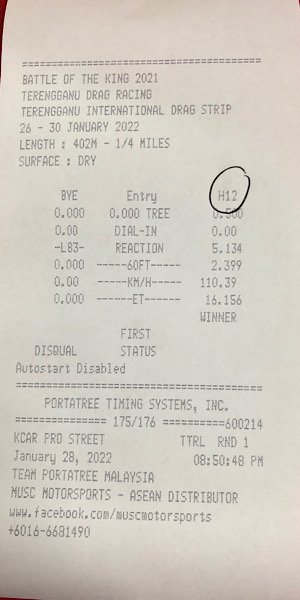 ========================================
BATTLE OF THE KING 2021
TERENGGANU DRAG RACING
TERENGGANU INTERNATIONAL DRAG STRIP
26 - 30 JANUARY 2022
LENGTH : 402M - 1/4 MILES
SURFACE : DRY
BYE Entry H12
0.000 0.000 TREE 0.500
0.00 DIAL-IN 0.00
-L83- REACTION 5.134
0.000 ------60FT------ 2.399
0.00 ------KM/H------ 110.39
0.000 -------ET------- 16.156
WINNER
FIRST
DISQUAL STATUS
Autostart Disabled
========================================
PORTATREE TIMING SYSTEMS, INC.
=============== 175/176 ==========600214
KCAR PRO STREET TTRL RND 1
January 28, 2022 08:50:48 PM
TEAM PORTATREE MALAYSIA
MUSC MOTORSPORTS - ASEAN DISTRIBUTOR
www.facebook.com/muscmotorsports
+6016-6681490